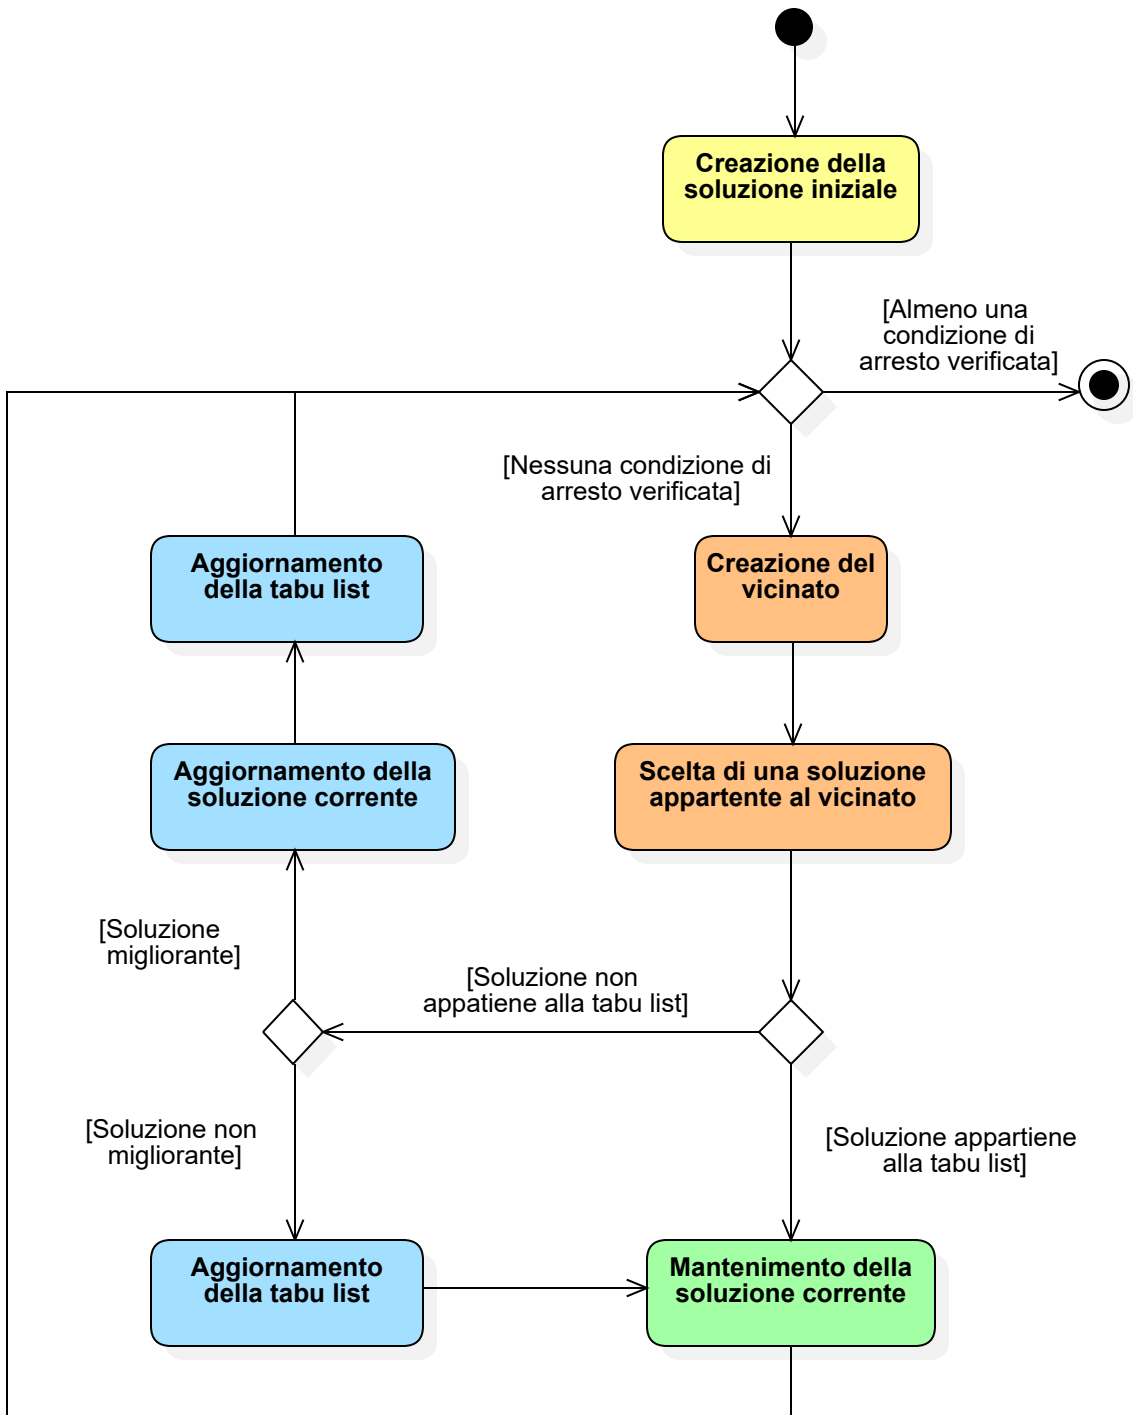 Creazione della
soluzione iniziale
[Almeno una
condizione di
arresto verificata]
[Nessuna condizione di
arresto verificata]
Aggiornamento
della tabu list
Creazione del
vicinato
Aggiornamento della
soluzione corrente
Scelta di una soluzione
appartente al vicinato
[Soluzione
migliorante]
[Soluzione non
appatiene alla tabu list]
[Soluzione non
migliorante]
[Soluzione appartiene
alla tabu list]
Aggiornamento
della tabu list
Mantenimento della
soluzione corrente